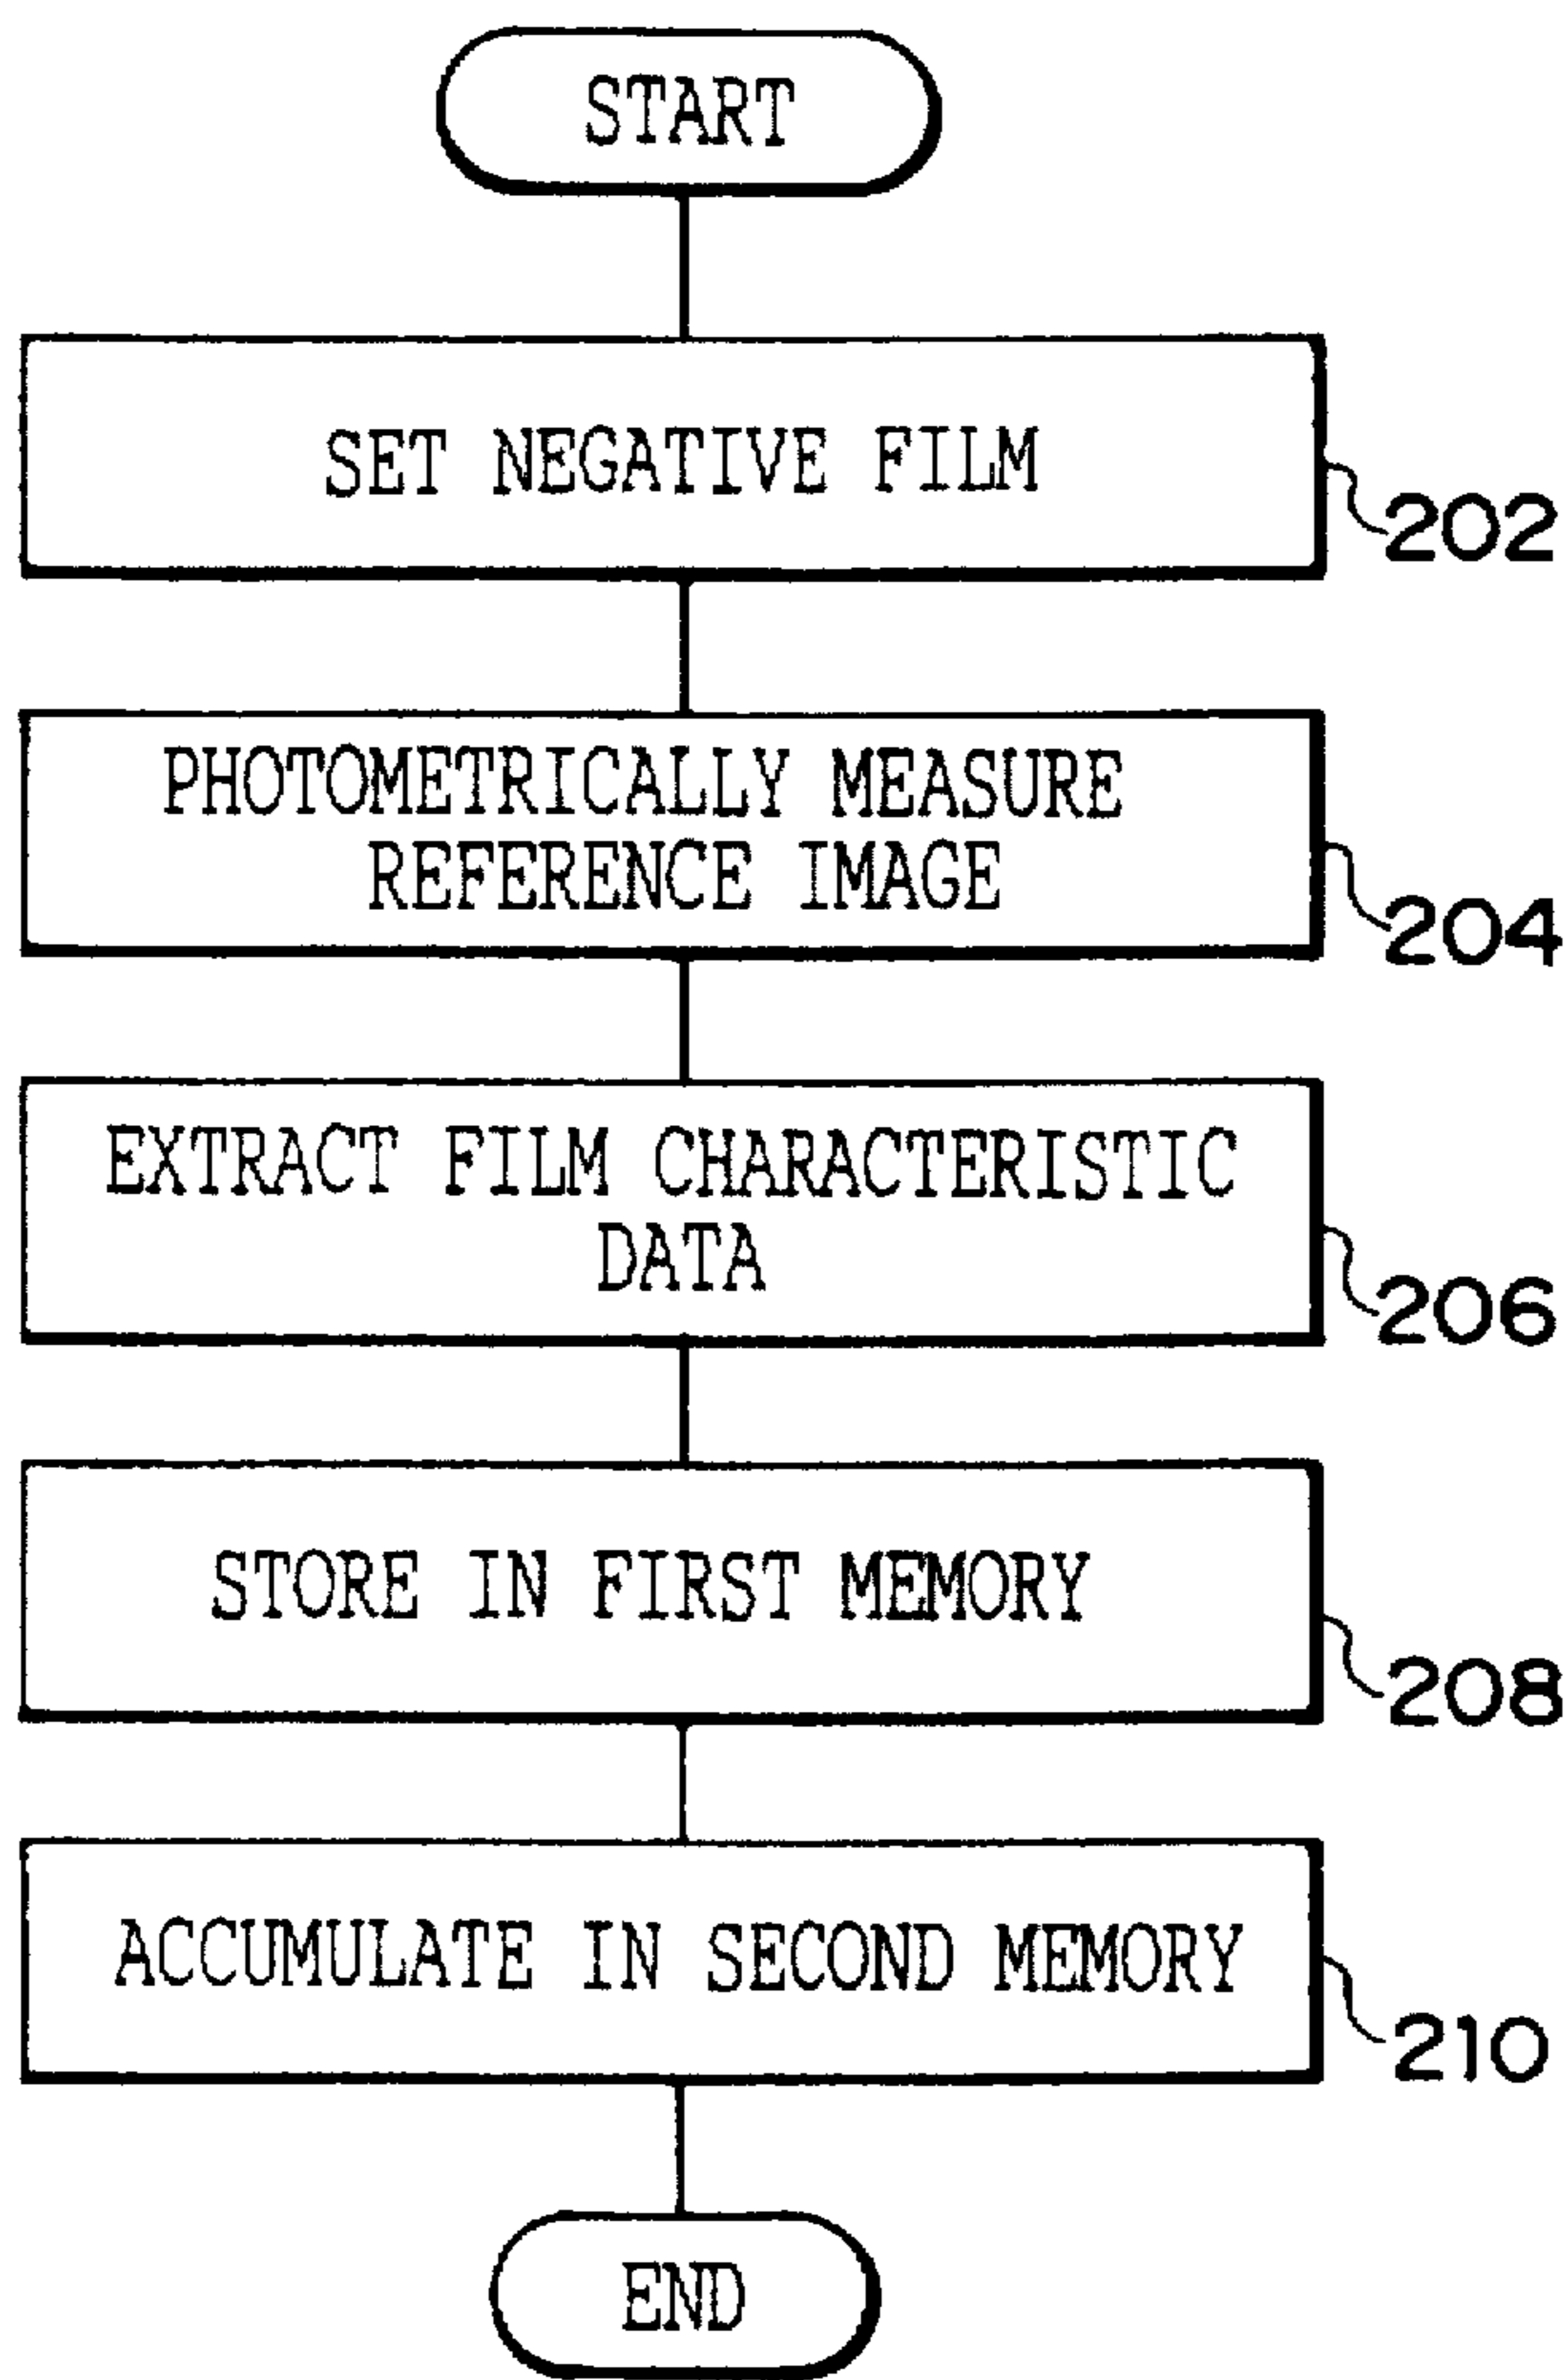 START
SET NEGATIVE FILM
202
PHOTOMETRICALLY MEASURE
REFERENCE IMAGE
204
EXTRACT FILM CHARACTERISTIC
DATA
206
STORE IN FIRST MEMORY
208
ACCUMULATE IN SECOND MEMORY
210
END